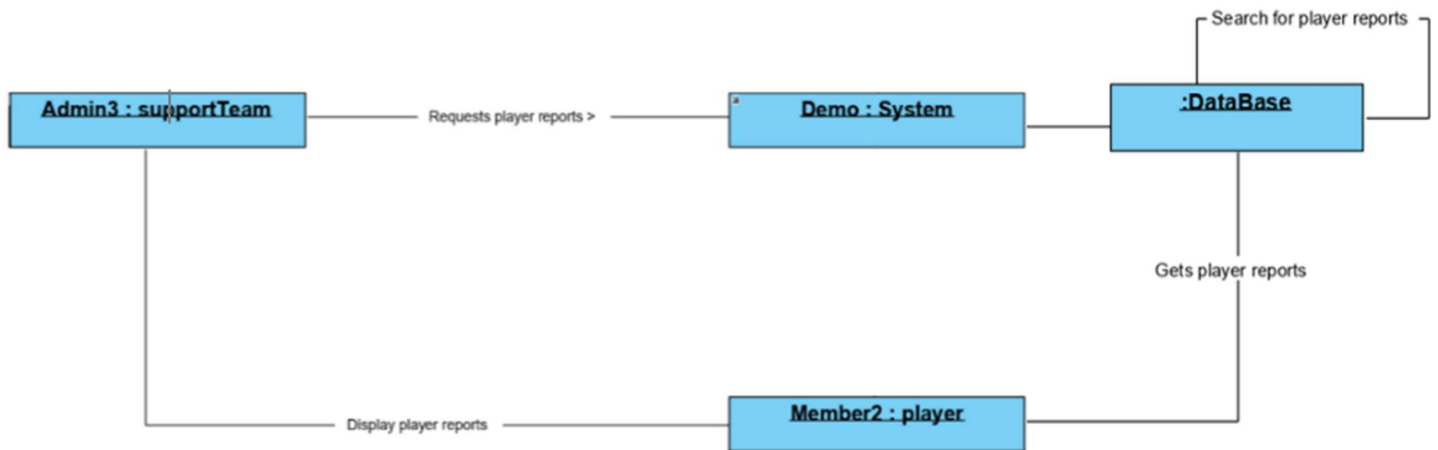 Search for player reports
Admin3 : supportTeam
Requests player reports >
Demo : System
:DataBase
Gets player reports
Member2 : player
Display player reports